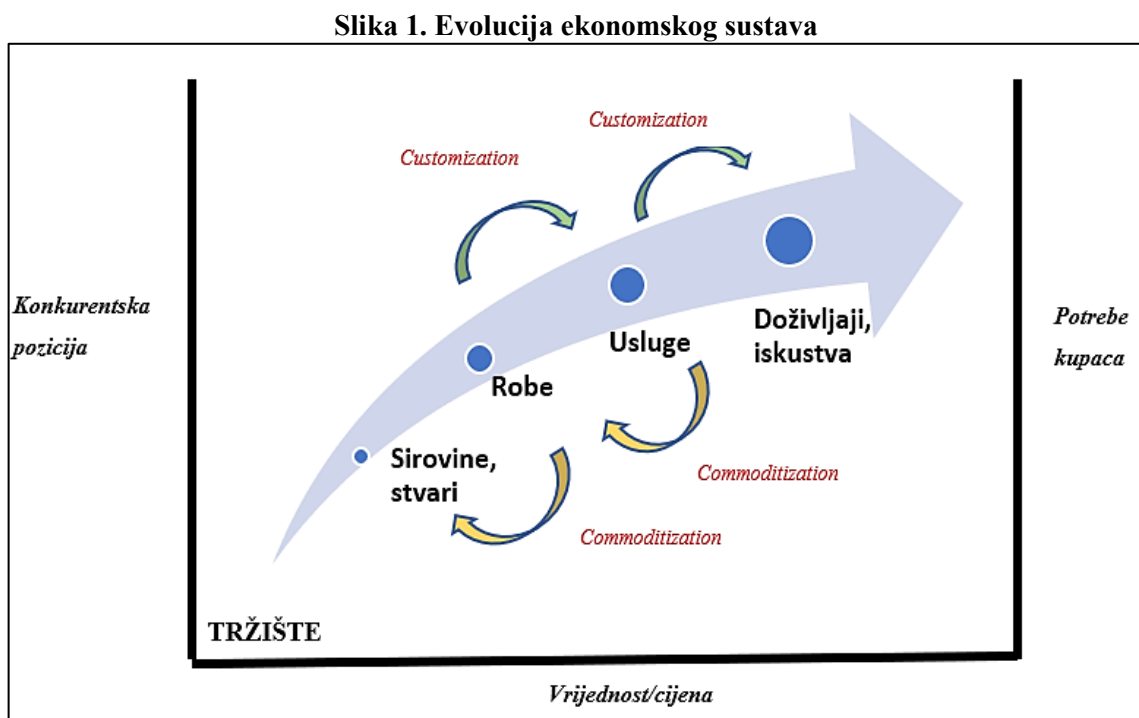 Slika 1. Evolucija ekonomskog sustava
Customization
Customization
Konkurentska
pozicija
Potrebe
kupaca
Doživljaji,
iskustva
Usluge
Robe
Sirovine,
stvari
Commoditization
Commoditization
TRŽIŠTE
Vrijednost/cijena